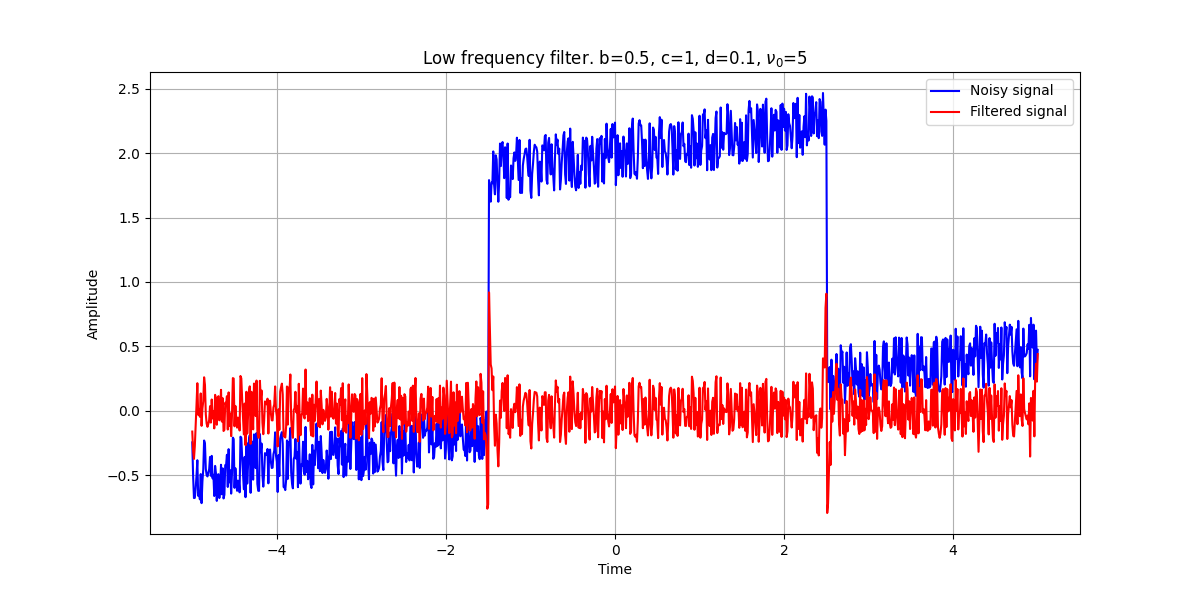 Low frequency filter. b=0.5, c=1, d=0.1, ν₀=5
Noisy signal
Filtered signal
2.5
2.0
1.5
1.0
0.5
0.0
−0.5
Amplitude
−4
−2
0
2
4
Time